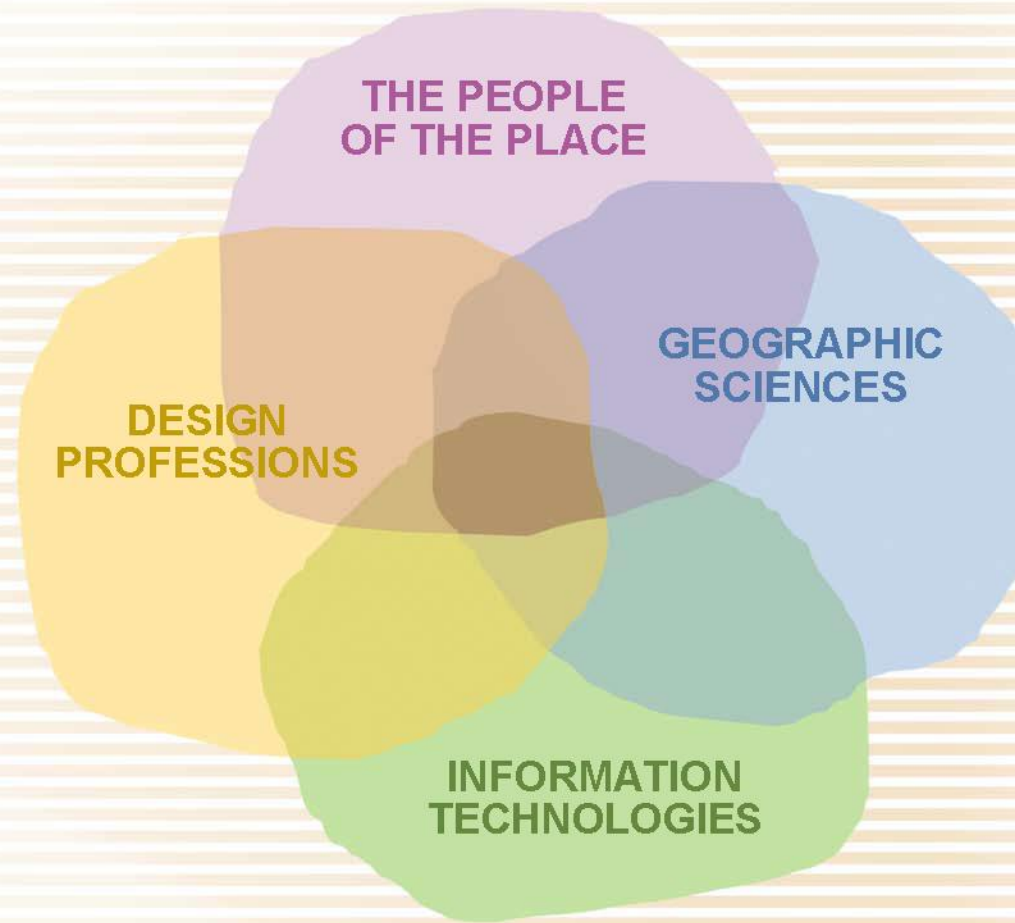 THE PEOPLE
OF THE PLACE
GEOGRAPHIC
SCIENCES
DESIGN
PROFESSIONS
INFORMATION
TECHNOLOGIES